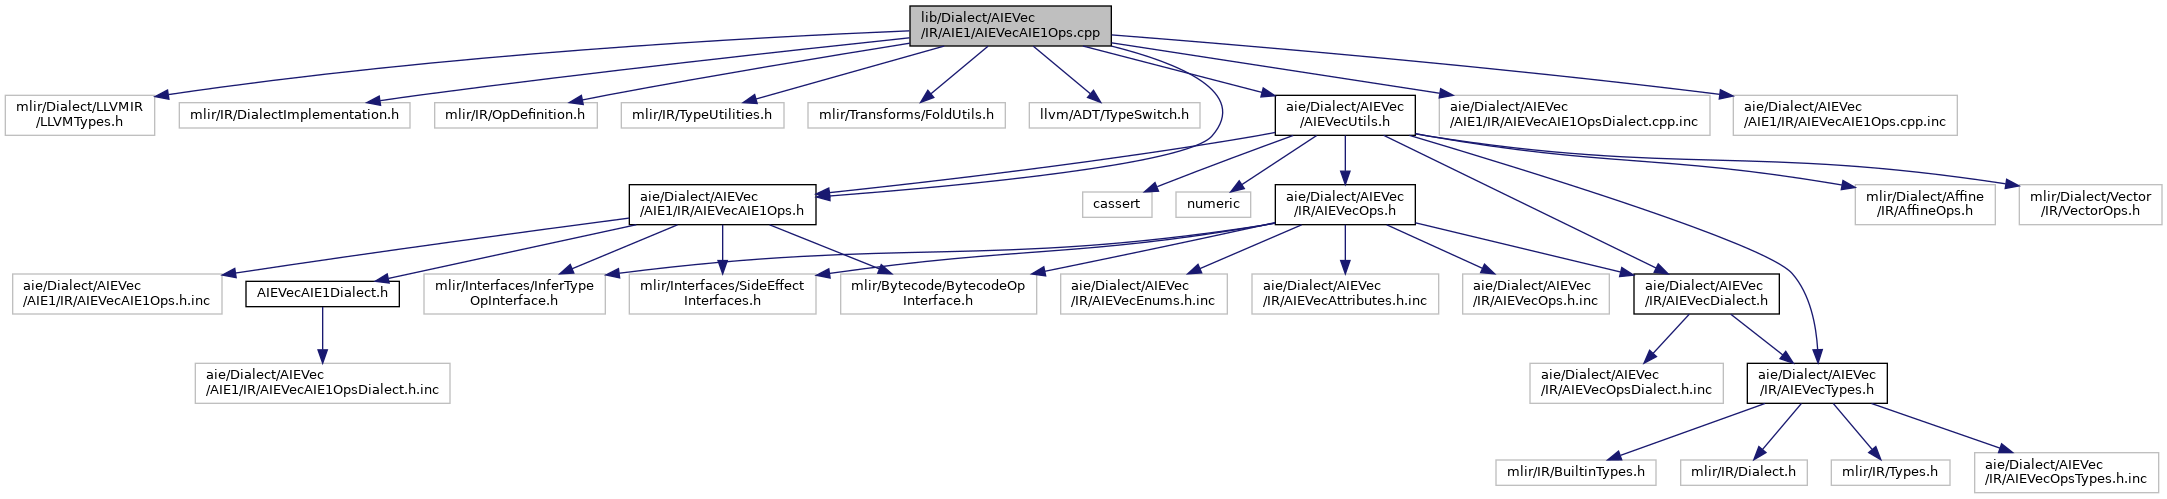 lib/Dialect/AIEVec
/IR/AIE1/AIEVecAIE1Ops.cpp
mlir/Dialect/LLVMIR
/LLVMTypes.h
mlir/IR/DialectImplementation.h
mlir/IR/OpDefinition.h
mlir/IR/TypeUtilities.h
mlir/Transforms/FoldUtils.h
llvm/ADT/TypeSwitch.h
aie/Dialect/AIEVec
/AIEVecUtils.h
aie/Dialect/AIEVec
/AIE1/IR/AIEVecAIE1OpsDialect.cpp.inc
aie/Dialect/AIEVec
/AIE1/IR/AIEVecAIE1Ops.cpp.inc
aie/Dialect/AIEVec
/AIE1/IR/AIEVecAIE1Ops.h
cassert
numeric
aie/Dialect/AIEVec
/IR/AIEVecOps.h
mlir/Dialect/Affine
/IR/AffineOps.h
mlir/Dialect/Vector
/IR/VectorOps.h
aie/Dialect/AIEVec
/AIE1/IR/AIEVecAIE1Ops.h.inc
AIEVecAIE1Dialect.h
mlir/Interfaces/InferType
OpInterface.h
mlir/Interfaces/SideEffect
Interfaces.h
mlir/Bytecode/BytecodeOp
Interface.h
aie/Dialect/AIEVec
/IR/AIEVecEnums.h.inc
aie/Dialect/AIEVec
/IR/AIEVecAttributes.h.inc
aie/Dialect/AIEVec
/IR/AIEVecOps.h.inc
aie/Dialect/AIEVec
/IR/AIEVecDialect.h
aie/Dialect/AIEVec
/AIE1/IR/AIEVecAIE1OpsDialect.h.inc
aie/Dialect/AIEVec
/IR/AIEVecOpsDialect.h.inc
aie/Dialect/AIEVec
/IR/AIEVecTypes.h
mlir/IR/BuiltinTypes.h
mlir/IR/Dialect.h
mlir/IR/Types.h
aie/Dialect/AIEVec
/IR/AIEVecOpsTypes.h.inc